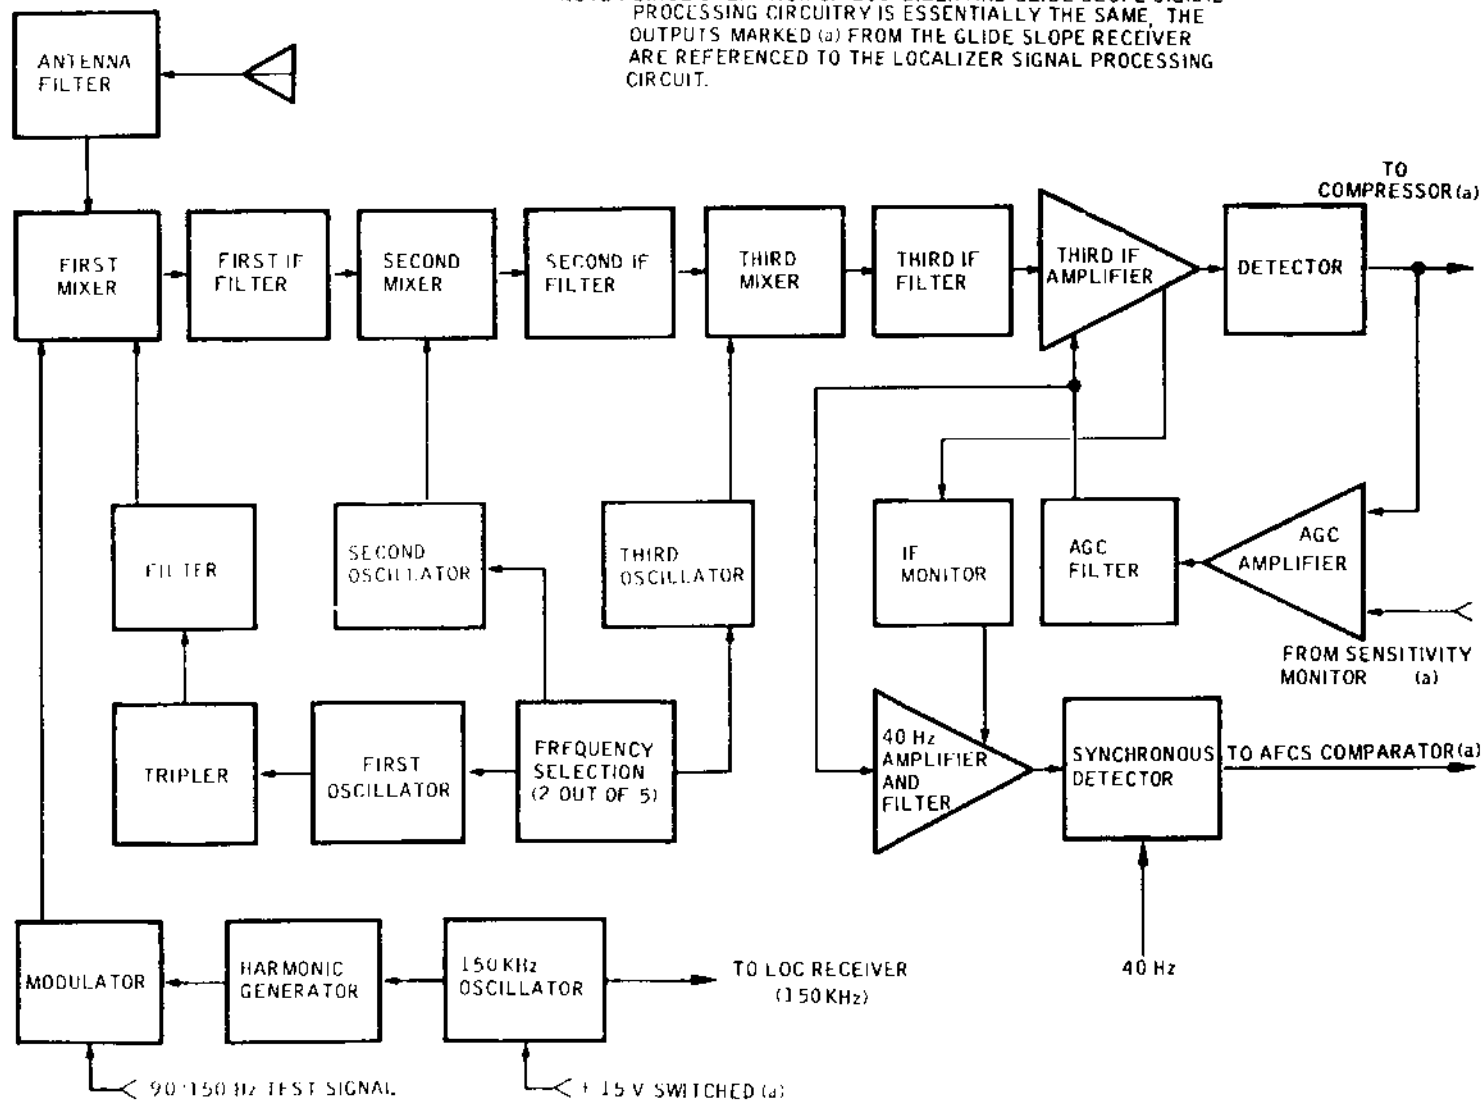 PROCESSING CIRCUITRY IS ESSENTIALLY THE SAME, THE
OUTPUTS MARKED (a) FROM THE GLIDE SLOPE RECEIVER
ARE REFERENCED TO THE LOCALIZER SIGNAL PROCESSING
CIRCUIT.
ANTENNA
FILTER
TO
COMPRESSOR (a)
FIRST
MIXER
FIRST IF
FILTER
SECOND
MIXER
SECOND IF
FILTER
THIRD
MIXER
THIRD IF
FILTER
THIRD IF
AMPLIFIER
DETECTOR
FILTER
SECOND
OSCILLATOR
THIRD
OSCILLATOR
IF
MONITOR
AGC
FILTER
AGC
AMPLIFIER
FROM SENSITIVITY
MONITOR (a)
TRIPLER
FIRST
OSCILLATOR
FREQUENCY
SELECTION
(2 OUT OF 5)
40 Hz
AMPLIFIER
AND
FILTER
SYNCHRONOUS
DETECTOR
TO AFCS COMPARATOR (a)
MODULATOR
HARMONIC
GENERATOR
150 KHz
OSCILLATOR
TO LOC RECEIVER
(150 KHz)
40 Hz
90/150 Hz TEST SIGNAL
+ 15 V SWITCHED (a)